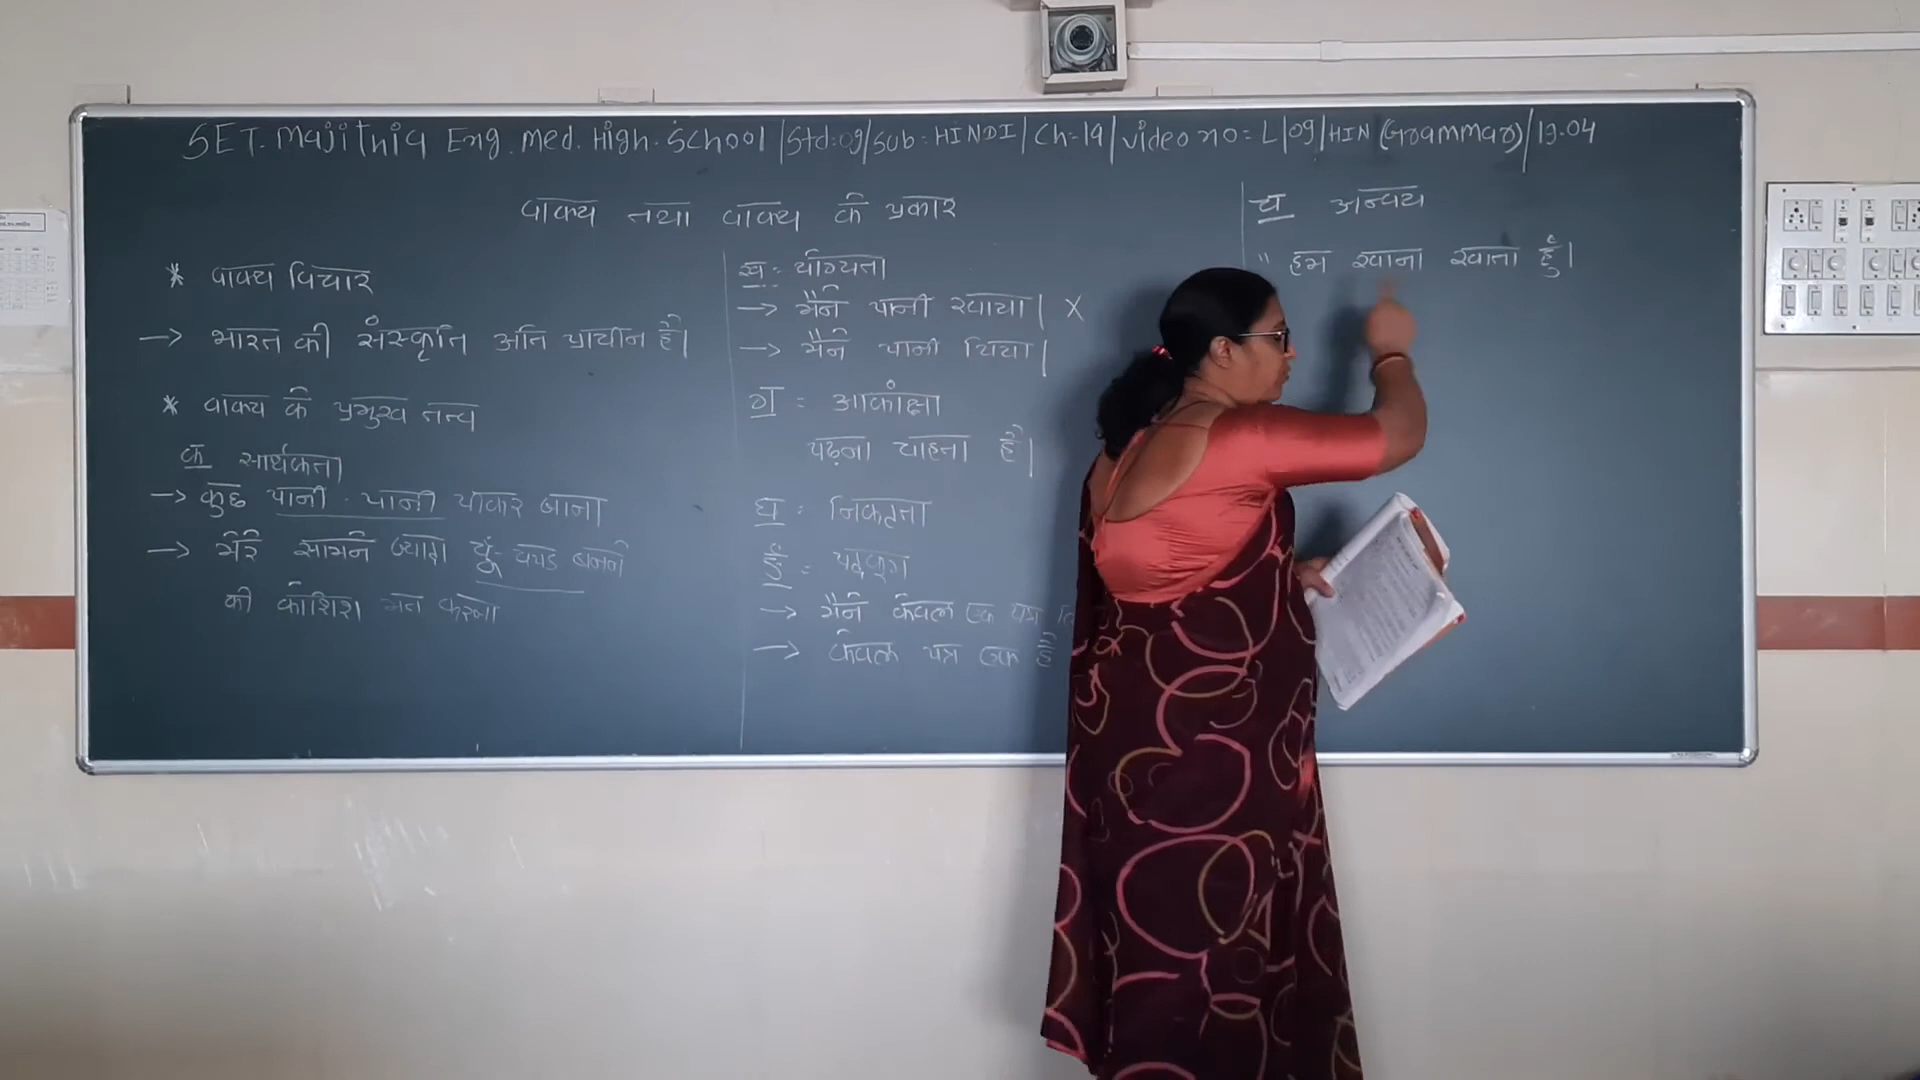 SET. Majithia Eng. med. High. School | Std:09 | Sub: HINDI | Ch-19 | video no = L | 09 | HIN (Grammar) | 19.04
वाक्य तथा वाक्य के प्रकार
* वाक्य विचार
→ भारत की संस्कृति अति प्राचीन है।
* वाक्य के प्रमुख तत्त्व
क सार्थकता
→ कुछ पानी - पानी पीकर जाना
→ मेरे सामने ज्यादा चूं-चपड़ करने
की कोशिश मत करना
ख : योग्यता
→ मैंने पानी खाया। X
→ मैंने पानी पिया।
ग : आकांक्षा
पढ़ना चाहता है।
घ : निकटता
ङ : पदक्रम
→ मैंने केवल एक पत्र
→ केवल पत्र एक है
च अन्वय
" हम खाना खाता हुँ।